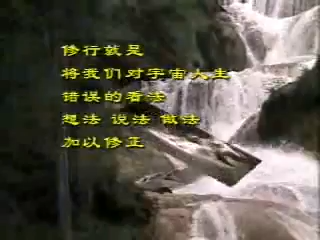 修行就是
将我们对宇宙人生
错误的看法
想法 说法 做法
加以修正